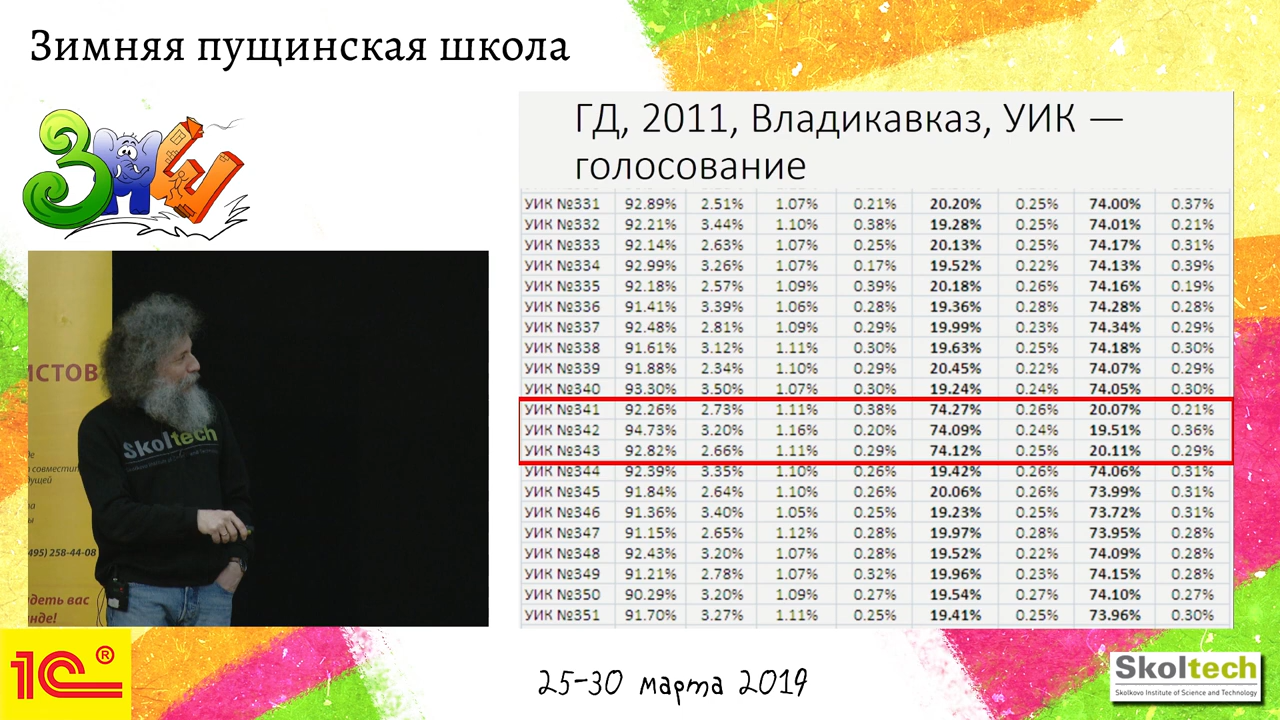 Зимняя пущинская школа
ЗПШ
ГД, 2011, Владикавказ, УИК —
голосование
УИК №331 92.89% 2.51% 1.07% 0.21% 20.20% 0.25% 74.00% 0.37%
УИК №332 92.21% 3.44% 1.10% 0.38% 19.28% 0.25% 74.01% 0.21%
УИК №333 92.14% 2.63% 1.07% 0.25% 20.13% 0.25% 74.17% 0.31%
УИК №334 92.99% 3.26% 1.07% 0.17% 19.52% 0.22% 74.13% 0.39%
УИК №335 92.18% 2.57% 1.09% 0.39% 20.18% 0.26% 74.16% 0.19%
УИК №336 91.41% 3.39% 1.06% 0.28% 19.36% 0.28% 74.28% 0.28%
УИК №337 92.48% 2.81% 1.09% 0.29% 19.99% 0.23% 74.34% 0.29%
УИК №338 91.61% 3.12% 1.11% 0.30% 19.63% 0.25% 74.18% 0.30%
УИК №339 91.88% 2.34% 1.10% 0.29% 20.45% 0.22% 74.07% 0.29%
УИК №340 93.30% 3.50% 1.07% 0.30% 19.24% 0.24% 74.05% 0.30%
УИК №341 92.26% 2.73% 1.11% 0.38% 74.27% 0.26% 20.07% 0.21%
УИК №342 94.73% 3.20% 1.16% 0.20% 74.09% 0.24% 19.51% 0.36%
УИК №343 92.82% 2.66% 1.11% 0.29% 74.12% 0.25% 20.11% 0.29%
УИК №344 92.39% 3.35% 1.10% 0.26% 19.42% 0.26% 74.06% 0.31%
УИК №345 91.84% 2.64% 1.10% 0.26% 20.06% 0.26% 73.99% 0.31%
УИК №346 91.36% 3.40% 1.05% 0.25% 19.23% 0.25% 73.72% 0.31%
УИК №347 91.15% 2.65% 1.12% 0.28% 19.97% 0.28% 73.95% 0.28%
УИК №348 92.43% 3.20% 1.07% 0.28% 19.52% 0.22% 74.09% 0.28%
УИК №349 91.21% 2.78% 1.07% 0.32% 19.96% 0.23% 74.15% 0.28%
УИК №350 90.29% 3.20% 1.09% 0.27% 19.54% 0.27% 74.10% 0.27%
УИК №351 91.70% 3.27% 1.11% 0.25% 19.41% 0.25% 73.96% 0.30%
ИСТОВ
Skoltech
совмести
495) 258-44-08
деть вас
нде!
1С®
25-30 марта 2019
Skoltech
Skolkovo Institute of Science and Technology